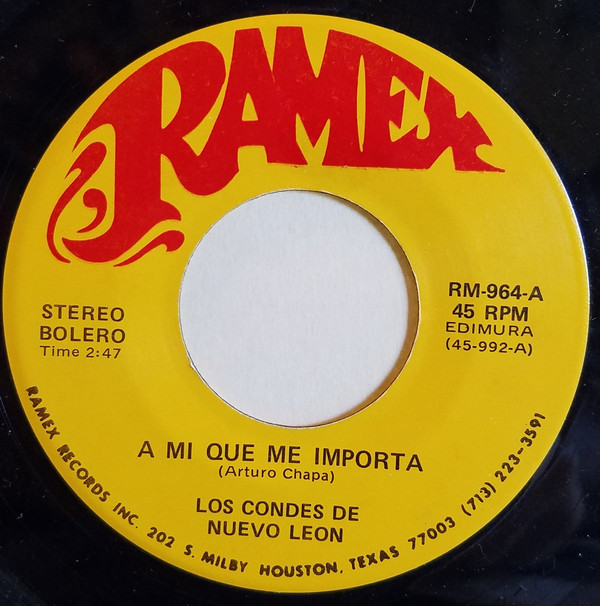 RAMEX
STEREO
BOLERO
Time 2:47
RM-964-A
45 RPM
EDIMURA
(45-992-A)
A MI QUE ME IMPORTA
(Arturo Chapa)
LOS CONDES DE
NUEVO LEON
RAMEX RECORDS INC. 202 S. MILBY HOUSTON, TEXAS 77003 (713) 223-3591